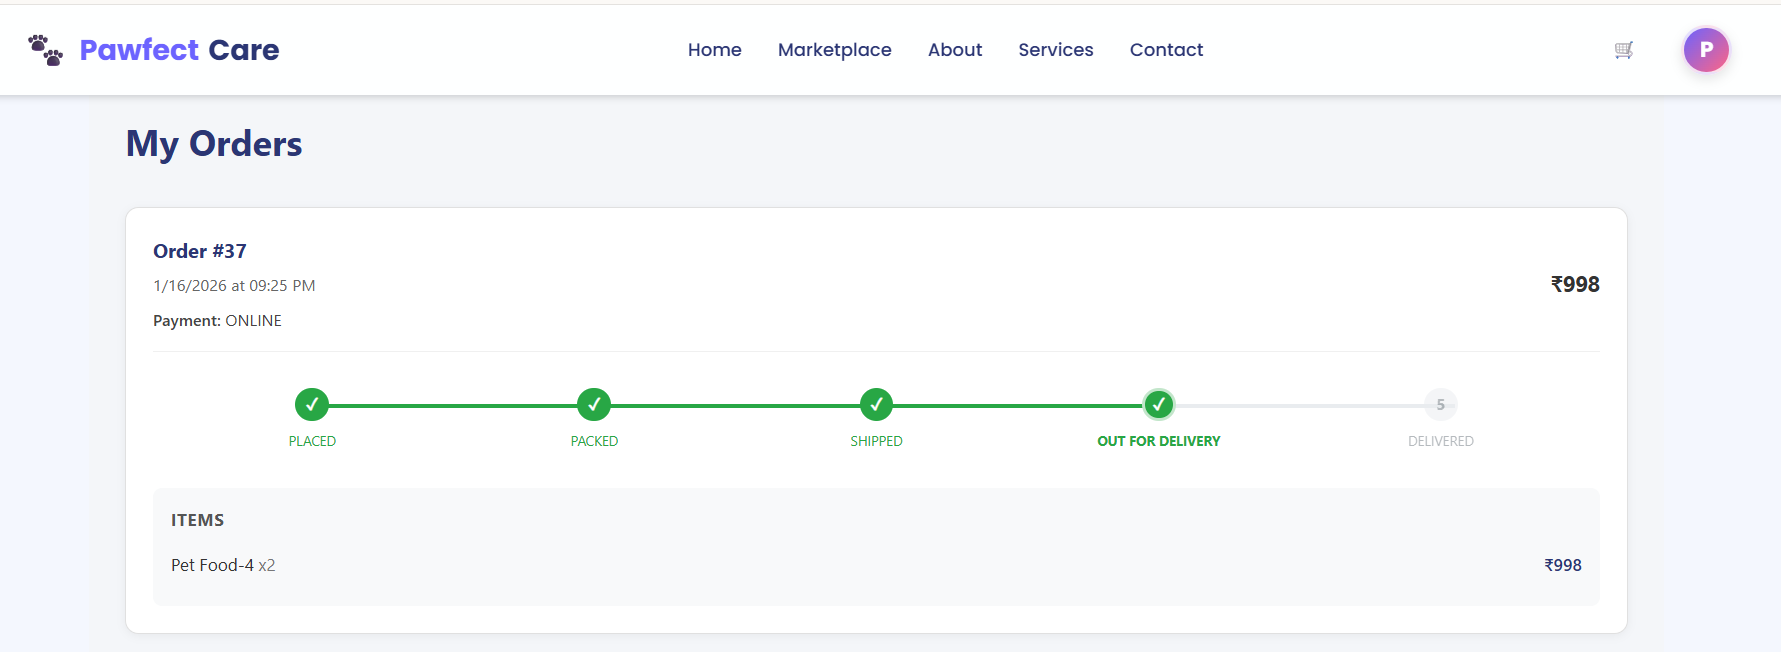 Pawfect Care
Home Marketplace About Services Contact
P
My Orders
Order #37
1/16/2026 at 09:25 PM
₹998
Payment: ONLINE
✓ ✓ ✓ ✓ 5
PLACED PACKED SHIPPED OUT FOR DELIVERY DELIVERED
ITEMS
Pet Food-4 x2 ₹998